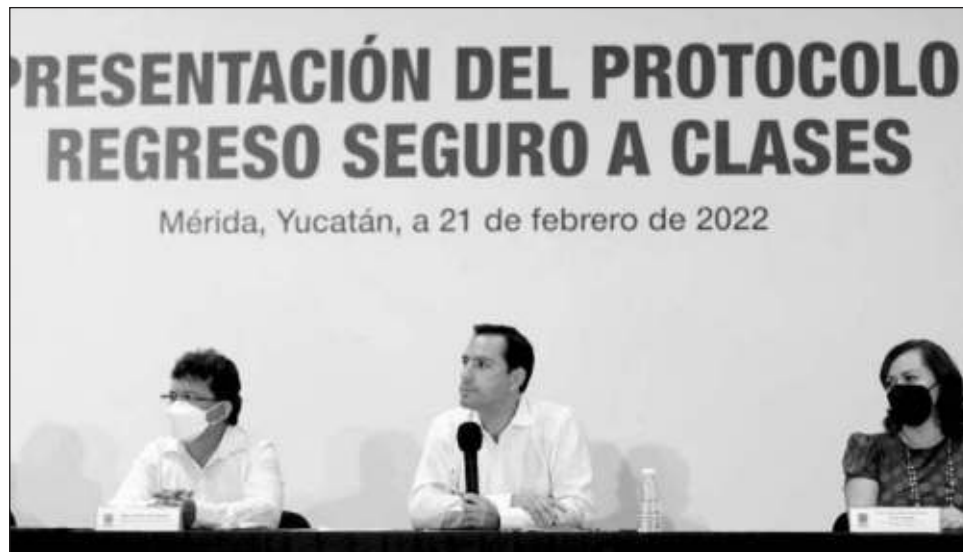 PRESENTACIÓN DEL PROTOCOLO
REGRESO SEGURO A CLASES
Mérida, Yucatán, a 21 de febrero de 2022